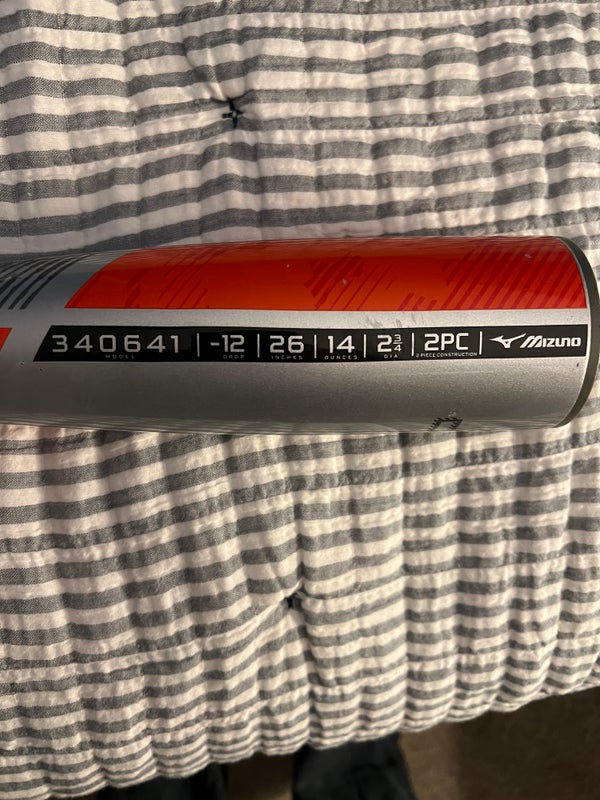 340641 | -12 | 26 | 14 | 2 3/4 | 2PC | MIZUNO
MODEL DROP INCHES OUNCES DIA 2 PIECE CONSTRUCTION